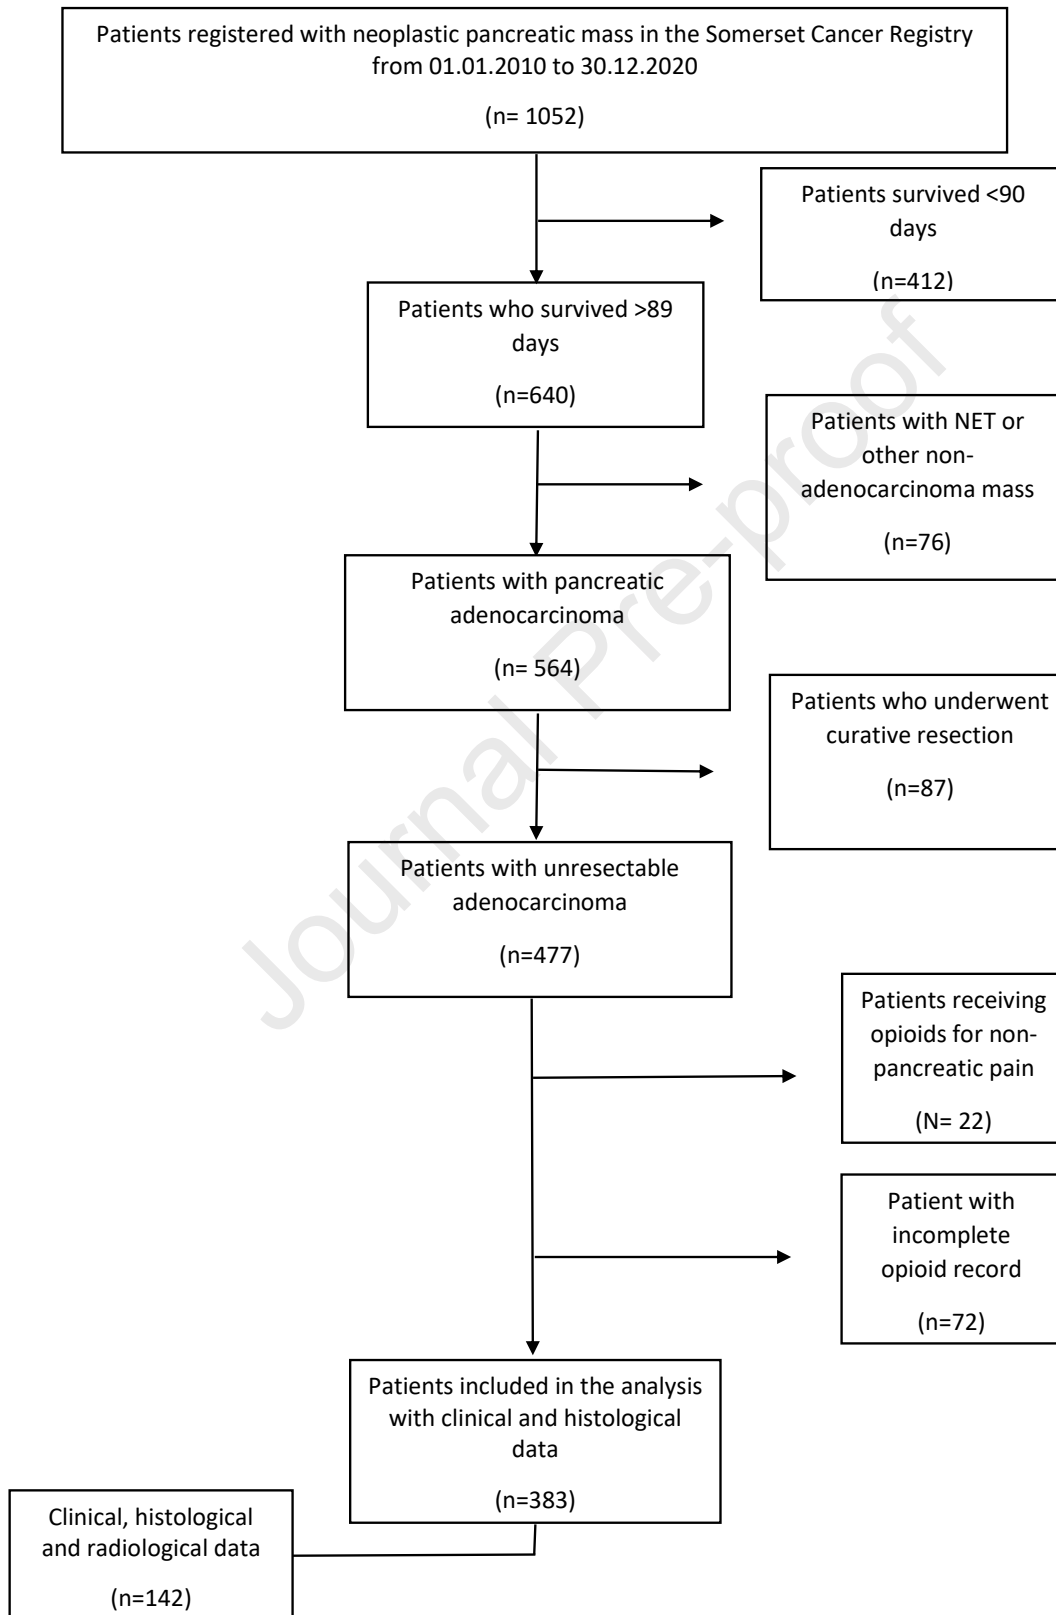 Patients registered with neoplastic pancreatic mass in the Somerset Cancer Registry
from 01.01.2010 to 30.12.2020
(n= 1052)
Patients survived <90
days
(n=412)
Patients who survived >89
days
(n=640)
Patients with NET or
other non-
adenocarcinoma mass
(n=76)
Patients with pancreatic
adenocarcinoma
(n= 564)
Patients who underwent
curative resection
(n=87)
Patients with unresectable
adenocarcinoma
(n=477)
Patients receiving
opioids for non-
pancreatic pain
(N= 22)
Patient with
incomplete
opioid record
(n=72)
Patients included in the analysis
with clinical and histological
data
(n=383)
Clinical, histological
and radiological data
(n=142)
Journal Pre-proof